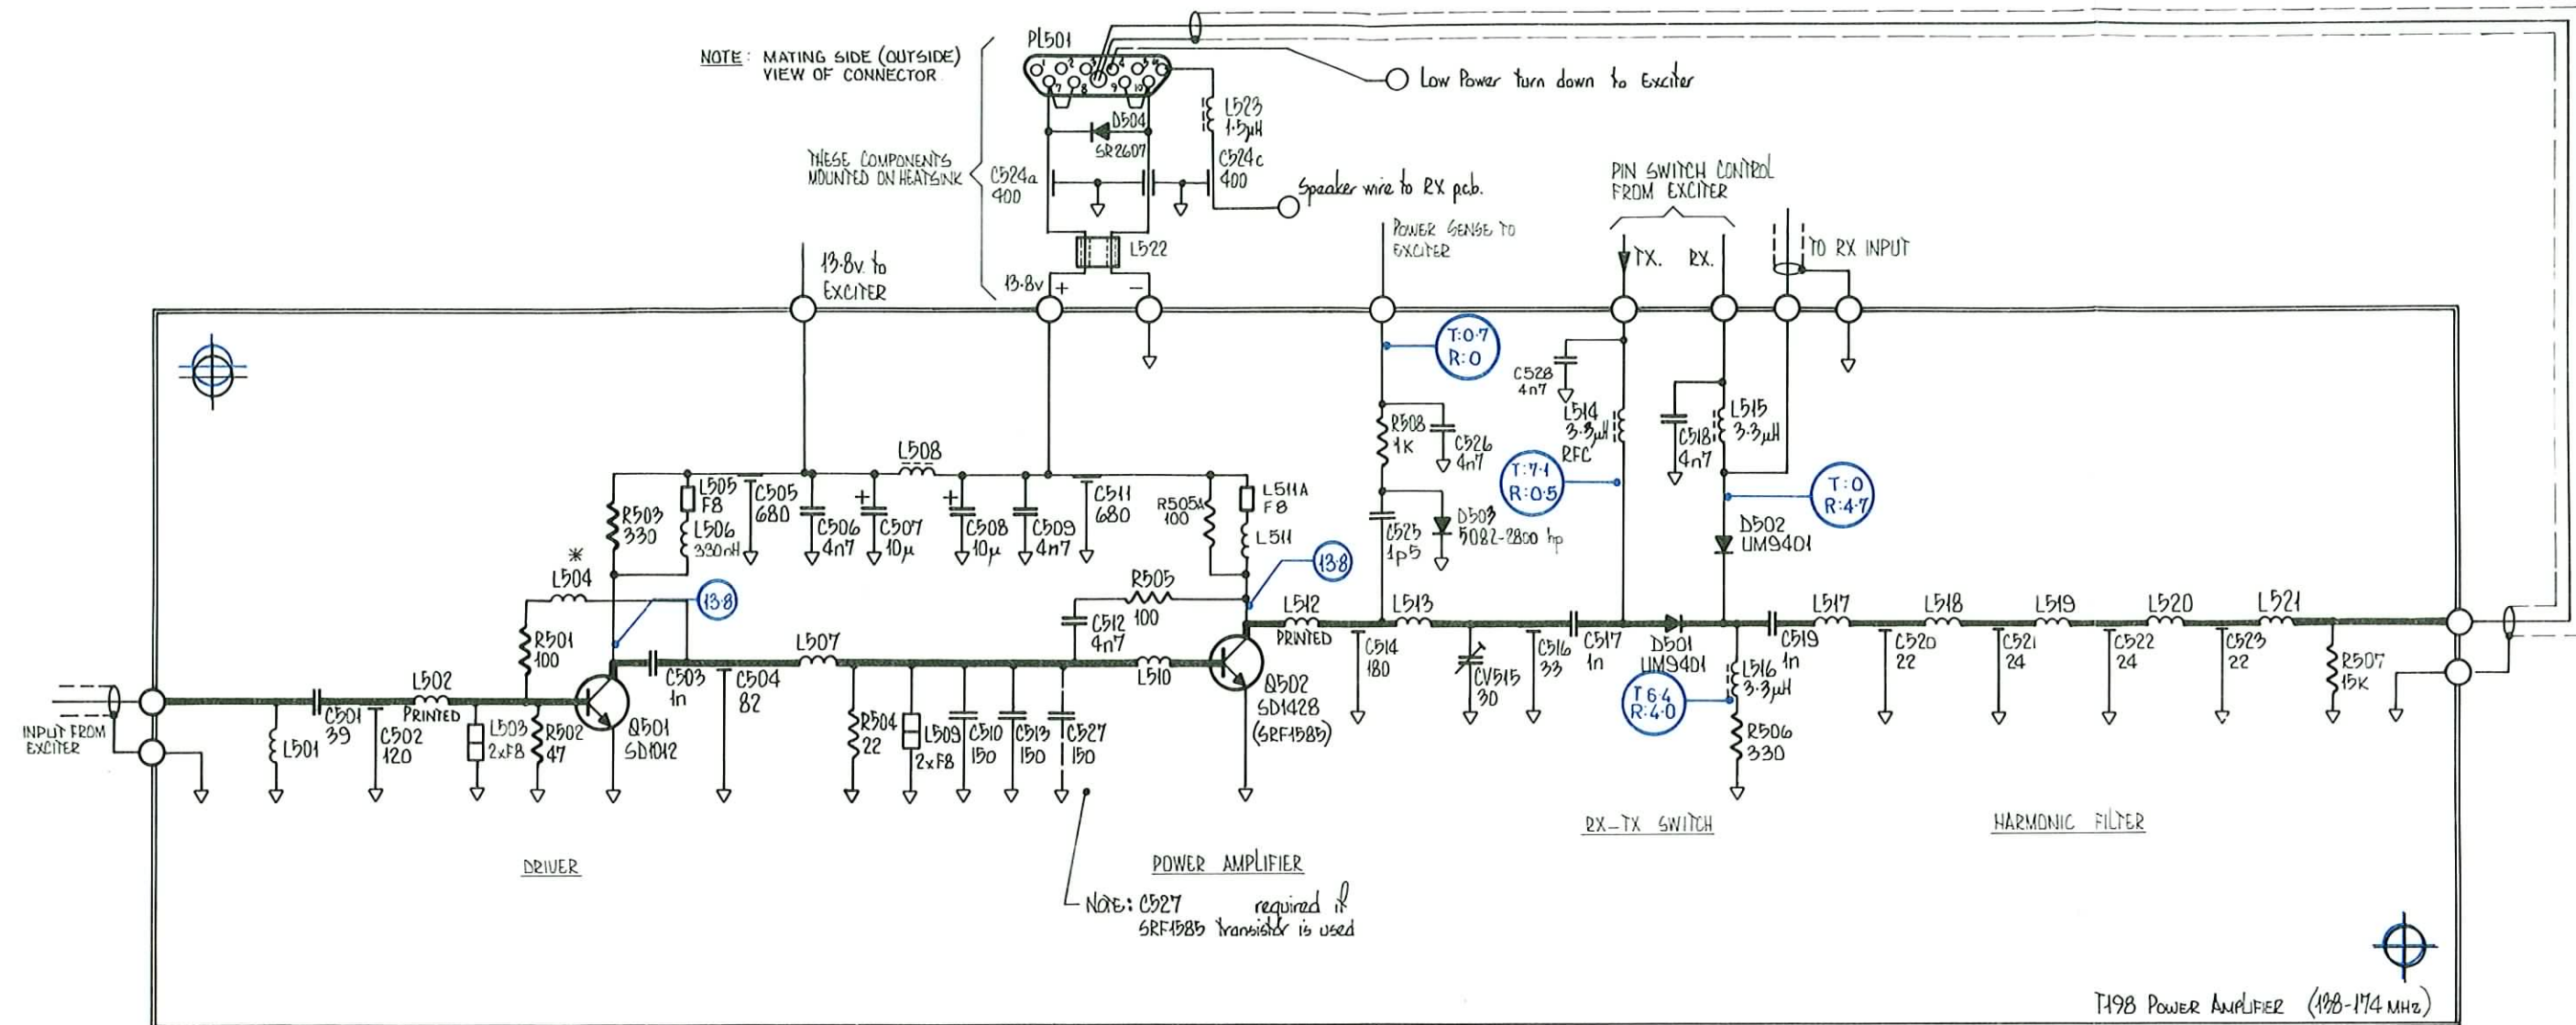 NOTE: MATING SIDE (OUTSIDE)
VIEW OF CONNECTOR
PL501
1 2 3 4 5 6
7 8 9 10
Low Power turn down to Exciter
D504
SR2607
L523
1.5µH
THESE COMPONENTS
MOUNTED ON HEATSINK
C524a
400
C524c
400
Speaker wire to RX p.c.b.
L522
13.8v
+
−
13.8v to
EXCITER
POWER SENSE TO
EXCITER
PIN SWITCH CONTROL
FROM EXCITER
TX.
RX.
TO RX INPUT
T:0.7
R:0
C528
4n7
L514
3.3µH
RFC
C518
4n7
L515
3.3µH
R508
1K
C526
4n7
T:7.1
R:0.5
T:0
R:4.7
D502
UM9401
C525
1p5
D503
5082-2800 hp
L508
R503
330
L505
F8
L506
330nH
C505
680
C506
4n7
+
C507
10µ
+
C508
10µ
C509
4n7
C511
680
R505A
100
L511A
F8
L511
*
L504
13.8
R505
100
C512
4n7
13.8
R501
100
L507
L510
L512
PRINTED
L513
C514
180
CV515
30
C516
33
C517
1n
D501
UM9401
C519
1n
L517
L518
L519
L520
L521
C520
22
C521
24
C522
24
C523
22
R507
15K
L516
3.3µH
T 6.4
R:4.0
R506
330
INPUT FROM
EXCITER
L501
C501
39
C502
120
L502
PRINTED
L503
2xF8
R502
47
Q501
SD1012
C503
1n
C504
82
R504
22
L509
2xF8
C510
150
C513
150
C527
150
Q502
SD1428
(SRF1585)
DRIVER
POWER AMPLIFIER
RX-TX SWITCH
HARMONIC FILTER
NOTE: C527 required if
SRF1585 transistor is used
T198 POWER AMPLIFIER (138-174 MHz)